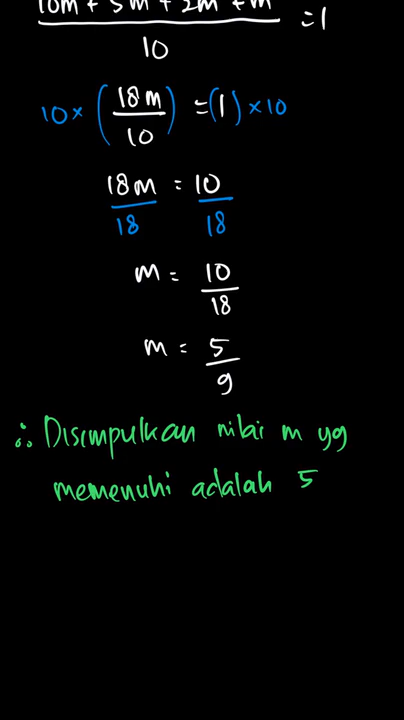 10m + 5m + 2m + m
10
=1
10 × (18m/10) = (1) × 10
18m/18 = 10/18
m = 10/18
m = 5/9
∴ Disimpulkan nilai m yg
memenuhi adalah 5